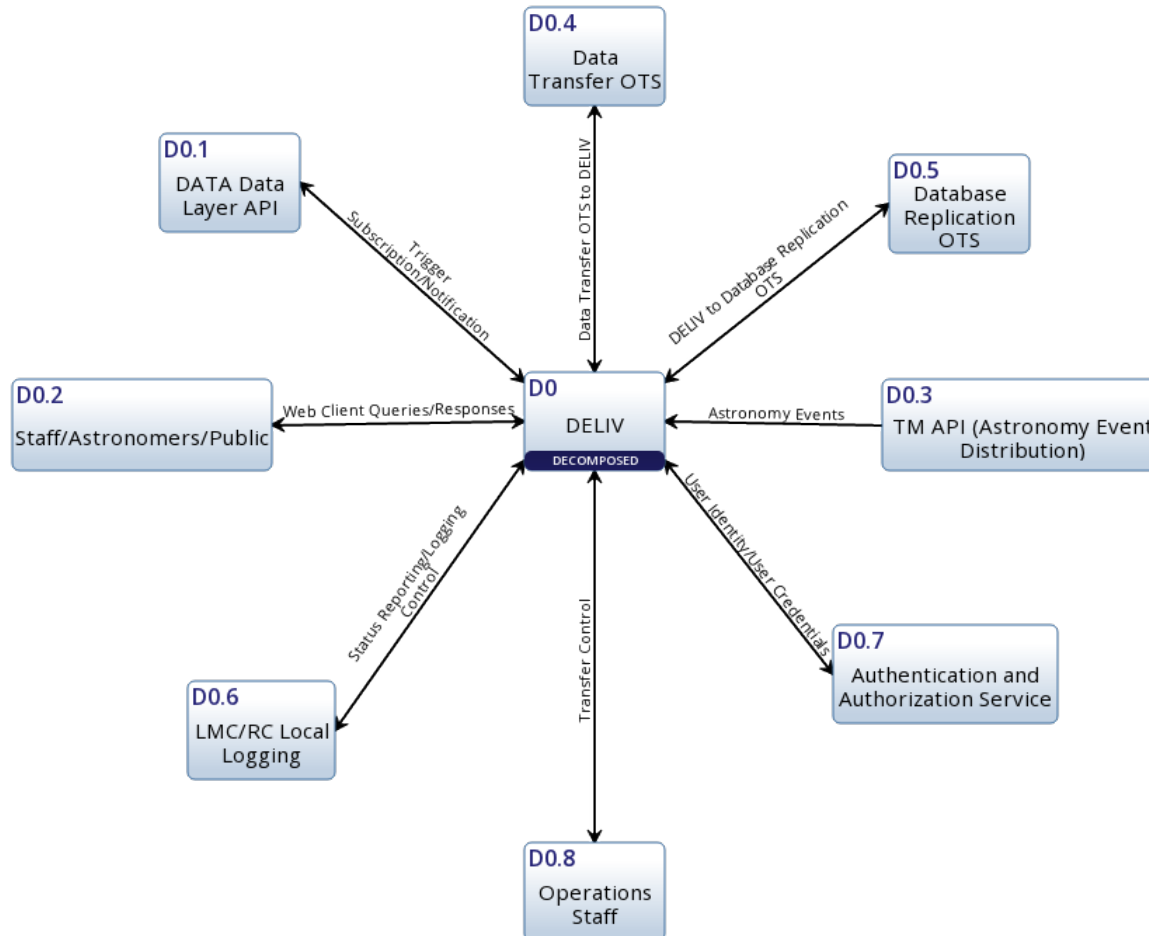 D0.4
Data
Transfer OTS
D0.1
DATA Data
Layer API
D0.5
Database
Replication
OTS
Trigger
Subscription/Notification
Data Transfer OTS to DELIV
DELIV to Database Replication
OTS
D0.2
Staff/Astronomers/Public
Web Client Queries/Responses
D0
DELIV
DECOMPOSED
Astronomy Events
D0.3
TM API (Astronomy Event
Distribution)
Status Reporting/Logging
Control
Transfer Control
User Identity/User Credentials
D0.6
LMC/RC Local
Logging
D0.7
Authentication and
Authorization Service
D0.8
Operations
Staff